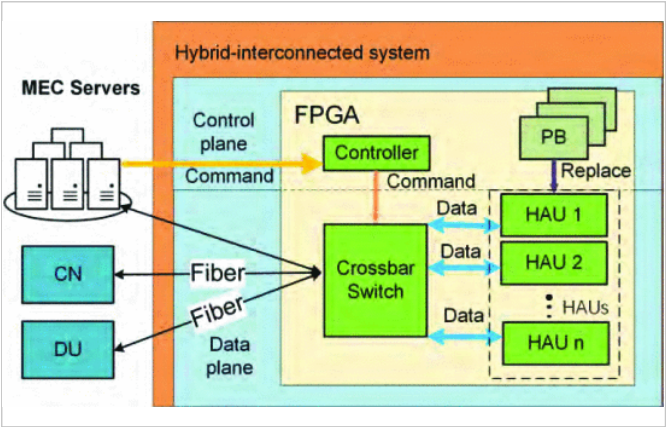 Hybrid-interconnected system
MEC Servers
FPGA
Control
plane
Command
Controller
PB
Replace
Command
Data
HAU 1
Data
HAU 2
HAUs
Data
HAU n
Crossbar
Switch
CN
Fiber
DU
Fiber
Data
plane